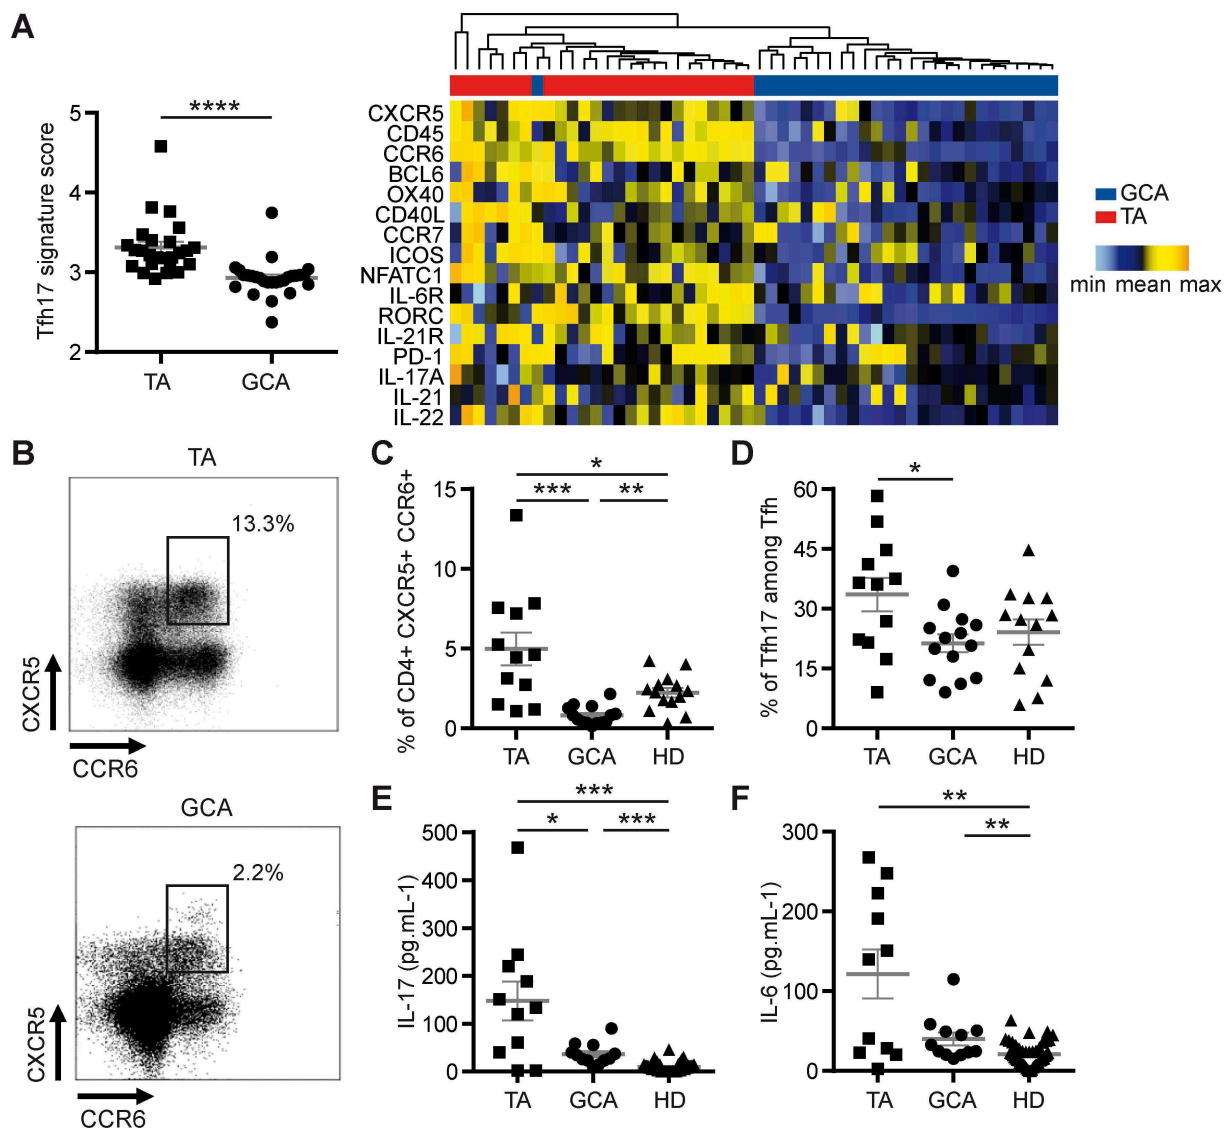 A
****
Tfh17 signature score
5
4
3
2
TA
GCA
CXCR5
CD45
CCR6
BCL6
OX40
CD40L
CCR7
ICOS
NFATC1
IL-6R
RORC
IL-21R
PD-1
IL-17A
IL-21
IL-22
GCA
TA
min mean max
B
TA
13.3%
CXCR5
CCR6
GCA
2.2%
CXCR5
CCR6
C
*
***
**
% of CD4+ CXCR5+ CCR6+
15
10
5
0
TA
GCA
HD
D
*
% of Tfh17 among Tfh
60
45
30
15
0
TA
GCA
HD
E
***
*
***
IL-17 (pg.mL-1)
500
400
300
200
100
0
TA
GCA
HD
F
**
**
IL-6 (pg.mL-1)
300
200
100
0
TA
GCA
HD